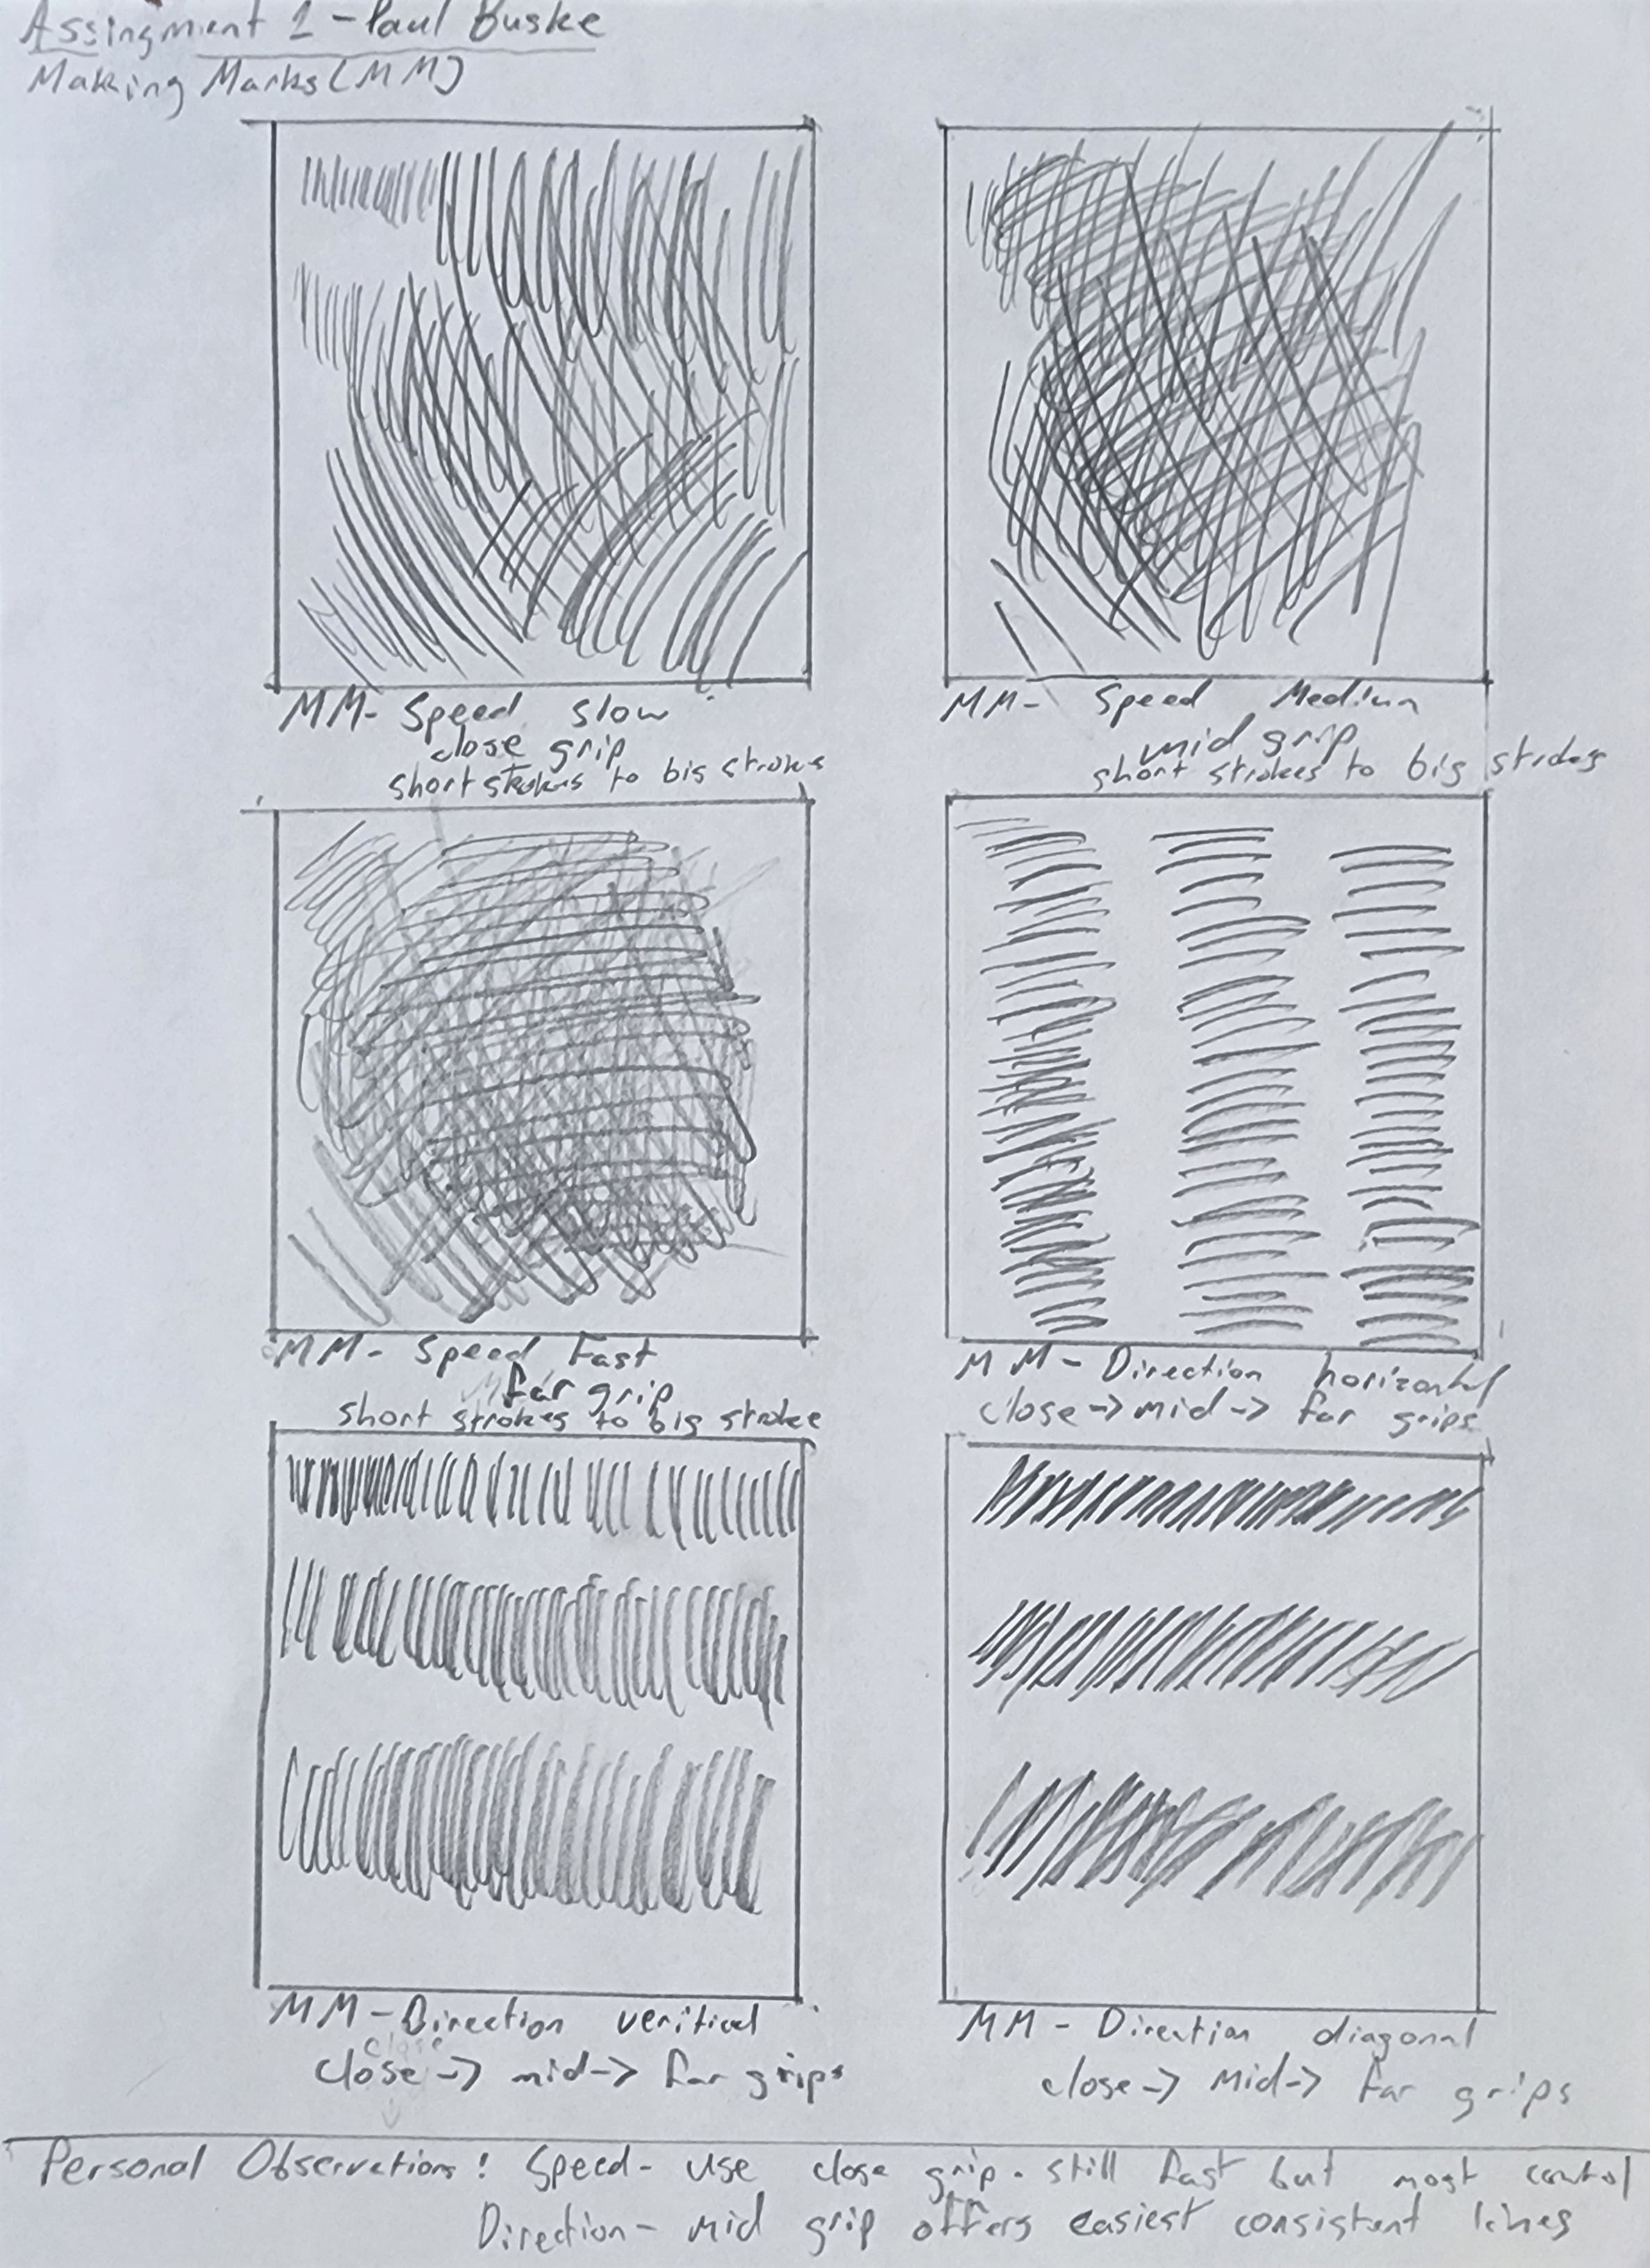 Assingment 1 - Paul Buske
Making Marks (MM)
MM- Speed slow
close grip
short strokes to big strokes
MM- Speed Medium
mid grip
short strokes to big strokes
MM- Speed Fast
far grip
short strokes to big stroke
MM- Direction horizontal
close -> mid -> far grips
MM- Direction veritical
close
close -> mid -> far grips
MM- Direction diagonal
close -> Mid -> far grips
Personal Observations: Speed- use close grip. still fast but most control
Direction- mid grip offers easiest consistent lines